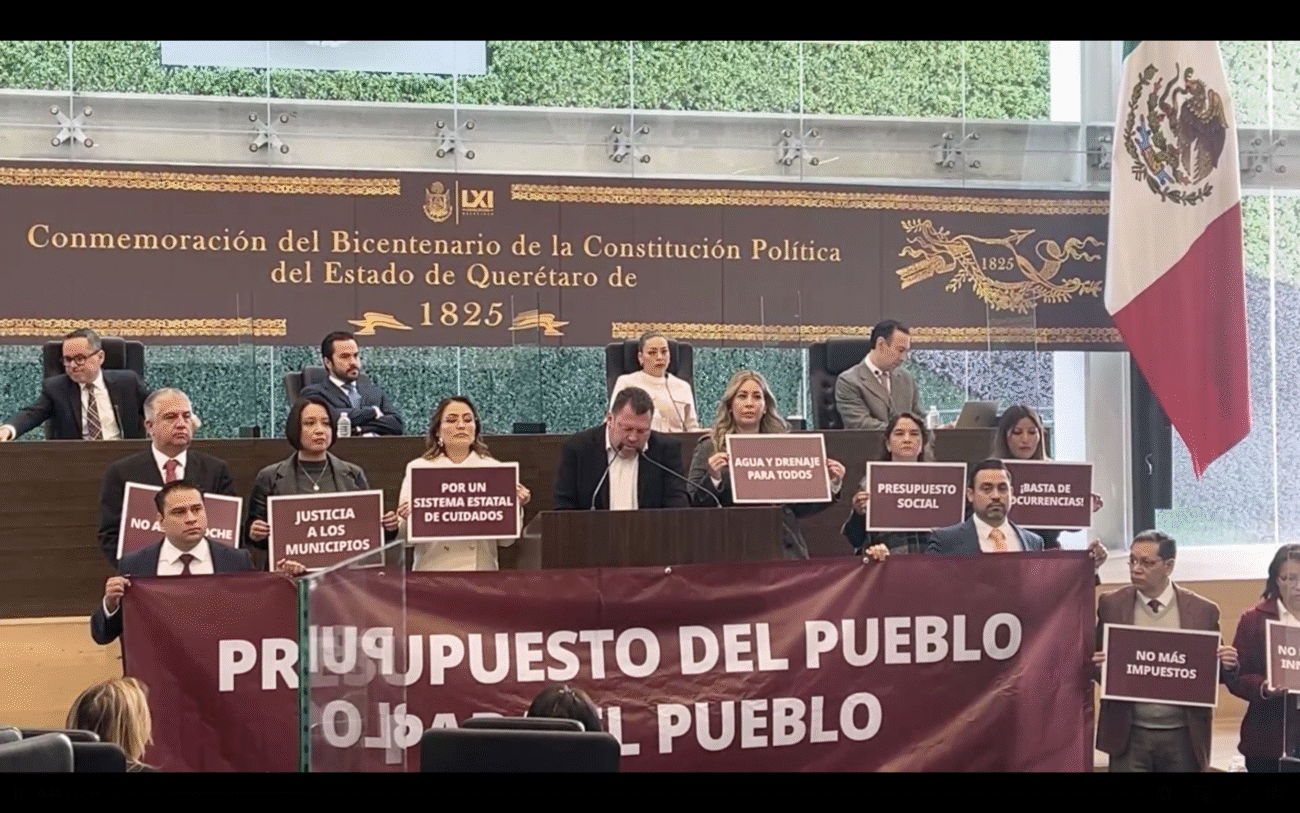 LXI
Conmemoración del Bicentenario de la Constitución Política
del Estado de Querétaro de
1825
1825
AGUA Y DRENAJE
PARA TODOS
POR UN
SISTEMA ESTATAL
DE CUIDADOS
PRESUPUESTO
SOCIAL
¡BASTA DE
OCURRENCIAS!
JUSTICIA
A LOS
MUNICIPIOS
PRESUPUESTO DEL PUEBLO
EL PUEBLO
NO MÁS
IMPUESTOS